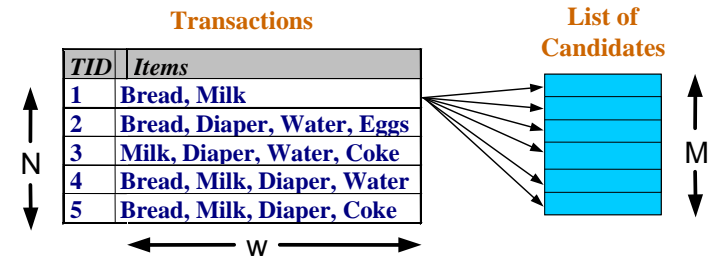 Transactions
List of
Candidates
TID Items
1 Bread, Milk
2 Bread, Diaper, Water, Eggs
3 Milk, Diaper, Water, Coke
4 Bread, Milk, Diaper, Water
5 Bread, Milk, Diaper, Coke
N
M
w